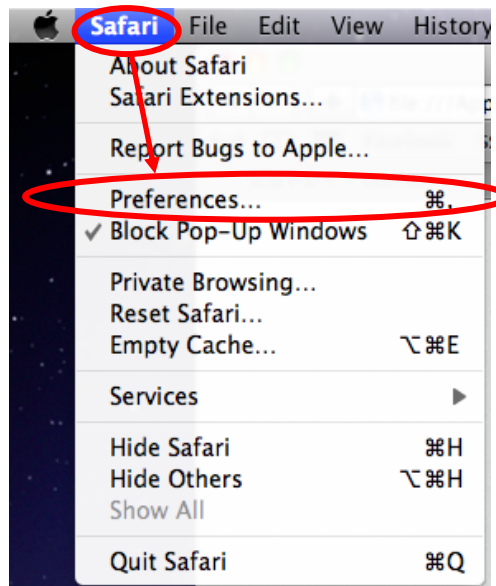 Safari File Edit View History
About Safari
Safari Extensions...
Report Bugs to Apple...
Preferences... ⌘,
✓ Block Pop-Up Windows ⇧⌘K
Private Browsing...
Reset Safari...
Empty Cache... ⌥⌘E
Services ▶
Hide Safari ⌘H
Hide Others ⌥⌘H
Show All
Quit Safari ⌘Q